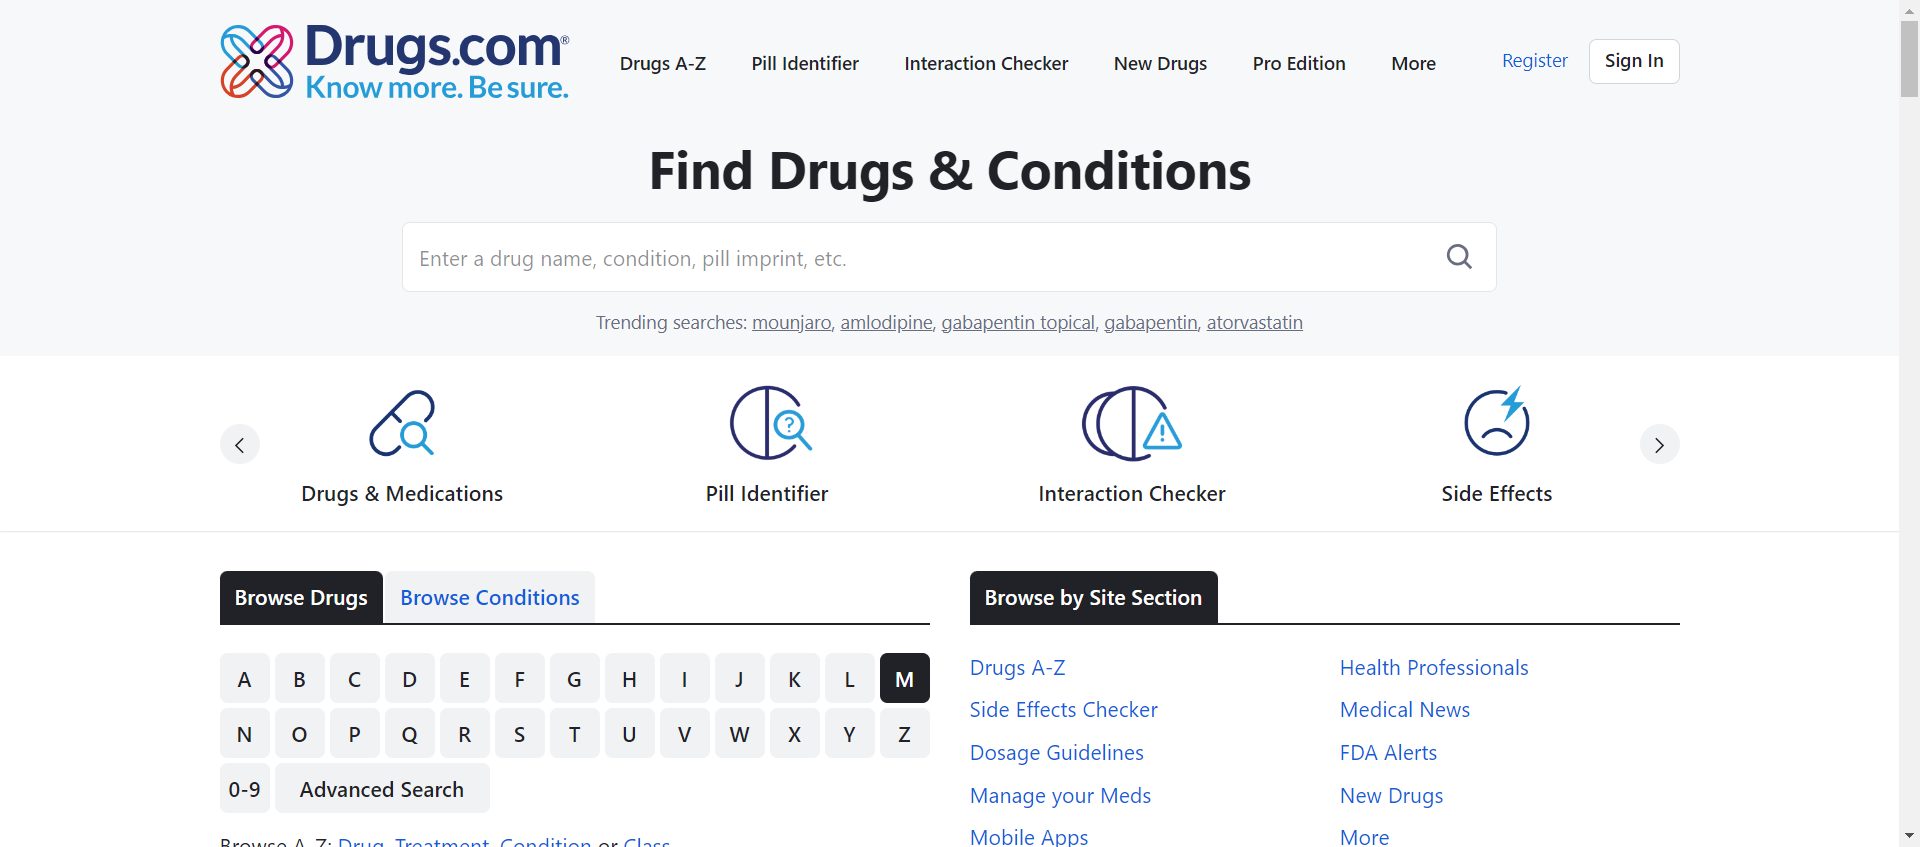 Drugs.com®
Know more. Be sure.
Drugs A-Z Pill Identifier Interaction Checker New Drugs Pro Edition More Register Sign In
Find Drugs & Conditions
Enter a drug name, condition, pill imprint, etc.
Trending searches: mounjaro, amlodipine, gabapentin topical, gabapentin, atorvastatin
Drugs & Medications Pill Identifier Interaction Checker Side Effects
Browse Drugs Browse Conditions
A B C D E F G H I J K L M
N O P Q R S T U V W X Y Z
0-9 Advanced Search
Browse A-Z: Drug, Treatment, Condition or Class
Browse by Site Section
Drugs A-Z
Side Effects Checker
Dosage Guidelines
Manage your Meds
Mobile Apps
Health Professionals
Medical News
FDA Alerts
New Drugs
More